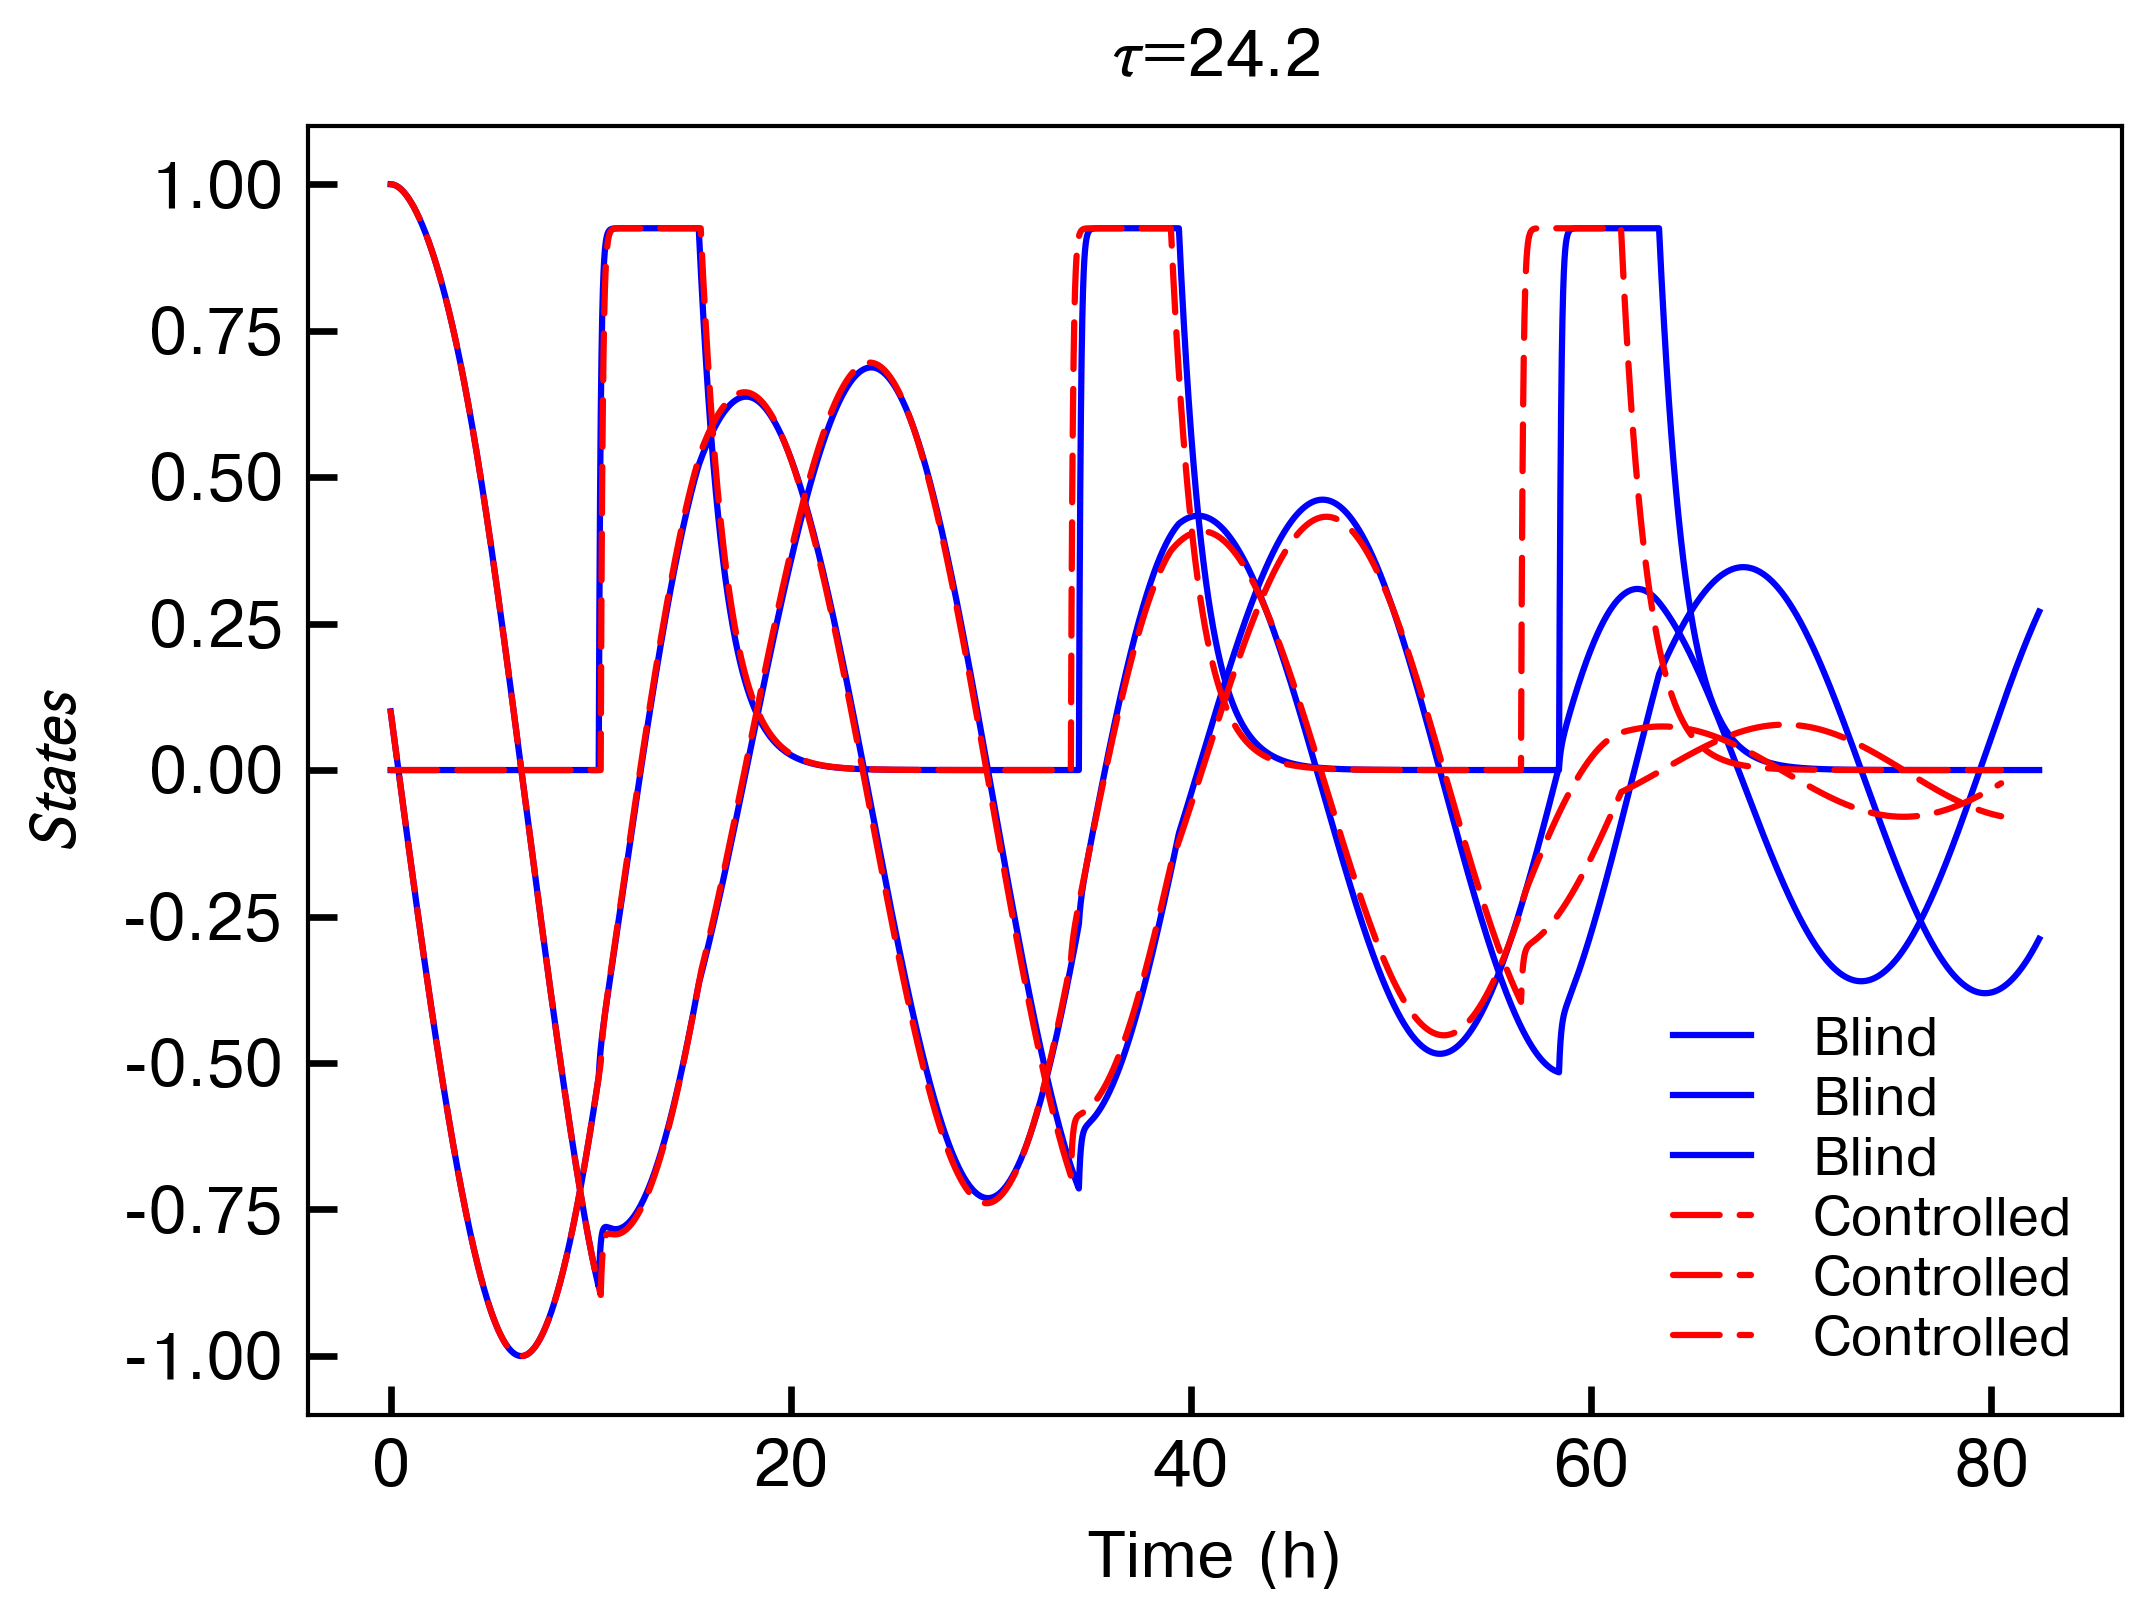 τ=24.2
States
1.00
0.75
0.50
0.25
0.00
-0.25
-0.50
-0.75
-1.00
0 20 40 60 80
Time (h)
Blind
Blind
Blind
Controlled
Controlled
Controlled